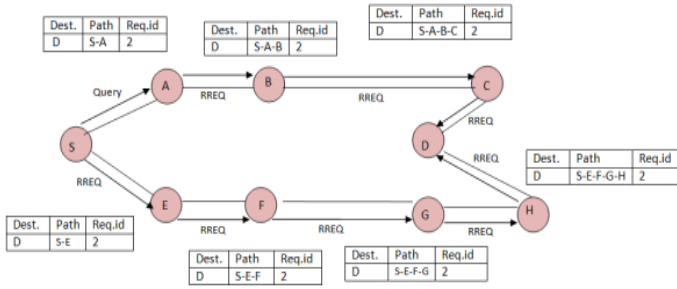 Dest. Path Req.id
D S-A-B-C 2
Dest. Path Req.id
D S-A 2
Dest. Path Req.id
D S-A-B 2
A
B
C
Query
RREQ
RREQ
RREQ
S
D
RREQ
RREQ
Dest. Path Req.id
D S-E-F-G-H 2
E
F
G
H
Dest. Path Req.id
D S-E 2
RREQ
RREQ
RREQ
Dest. Path Req.id
D S-E-F 2
Dest. Path Req.id
D S-E-F-G 2